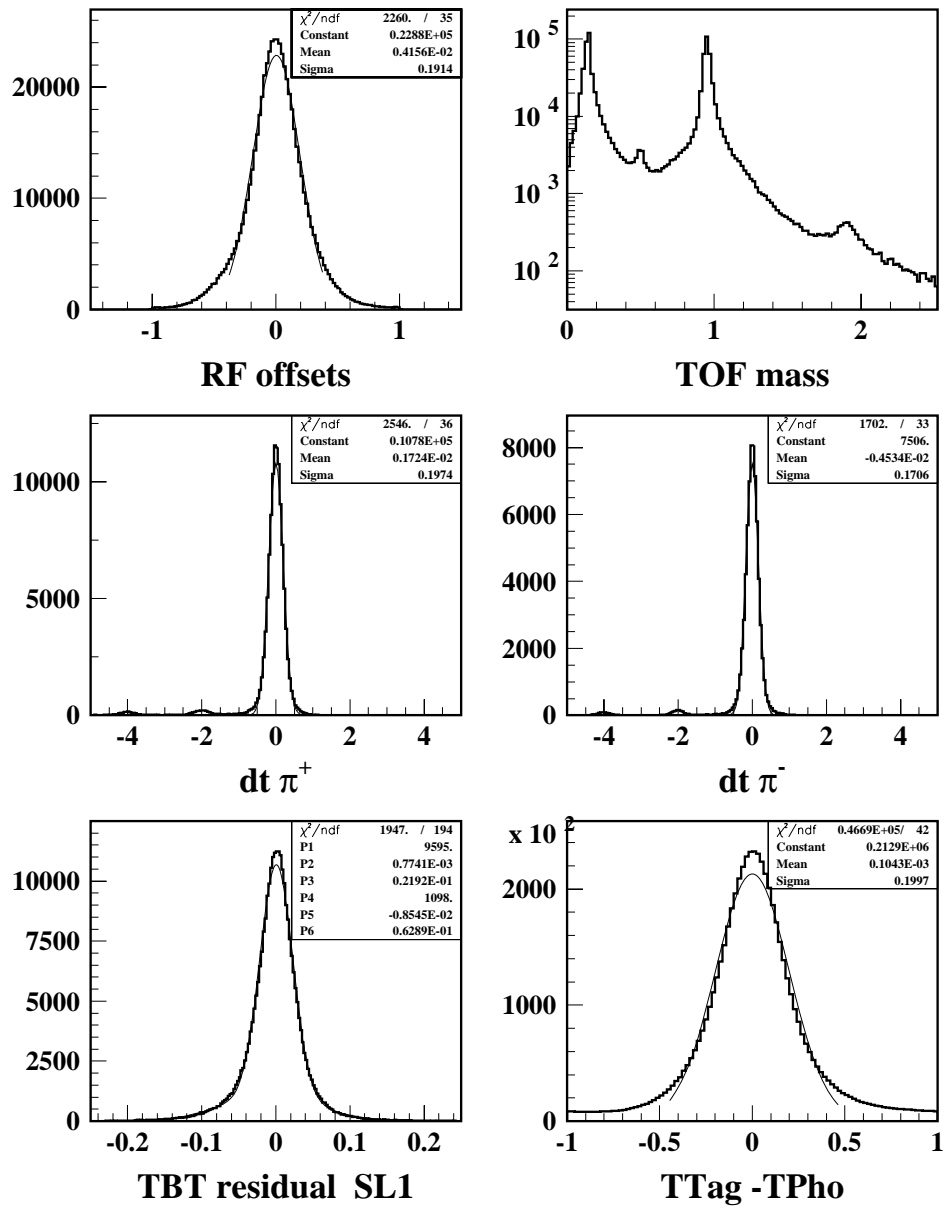 χ²/ndf 2260. / 35
Constant 0.2288E+05
Mean 0.4156E-02
Sigma 0.1914
20000
10000
0
-1 0 1
RF offsets
10 5
10 4
10 3
10 2
0 1 2
TOF mass
χ²/ndf 2546. / 36
Constant 0.1078E+05
Mean 0.1724E-02
Sigma 0.1974
10000
5000
0
-4 -2 0 2 4
dt π+
χ²/ndf 1702. / 33
Constant 7506.
Mean -0.4534E-02
Sigma 0.1706
8000
6000
4000
2000
0
-4 -2 0 2 4
dt π-
χ²/ndf 1947. / 194
P1 9595.
P2 0.7741E-03
P3 0.2192E-01
P4 1098.
P5 -0.8545E-02
P6 0.6289E-01
10000
7500
5000
2500
0
-0.2 -0.1 0 0.1 0.2
TBT residual SL1
x 10 2
χ²/ndf 0.4669E+05/ 42
Constant 0.2129E+06
Mean 0.1043E-03
Sigma 0.1997
2000
1000
0
-1 -0.5 0 0.5 1
TTag -TPho